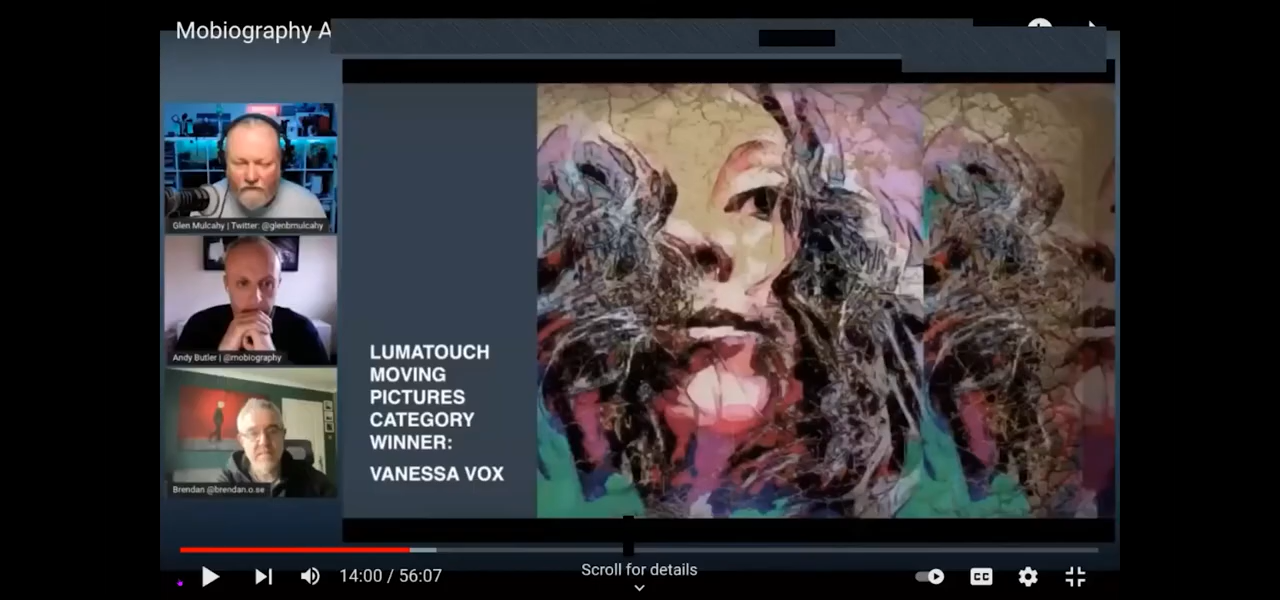 Mobiography A
Glen Mulcahy | Twitter: @glenbmulcahy
Andy Butler | @mobiography
Brendan @brendan.o.se
LUMATOUCH
MOVING
PICTURES
CATEGORY
WINNER:
VANESSA VOX
14:00 / 56:07
Scroll for details
CC